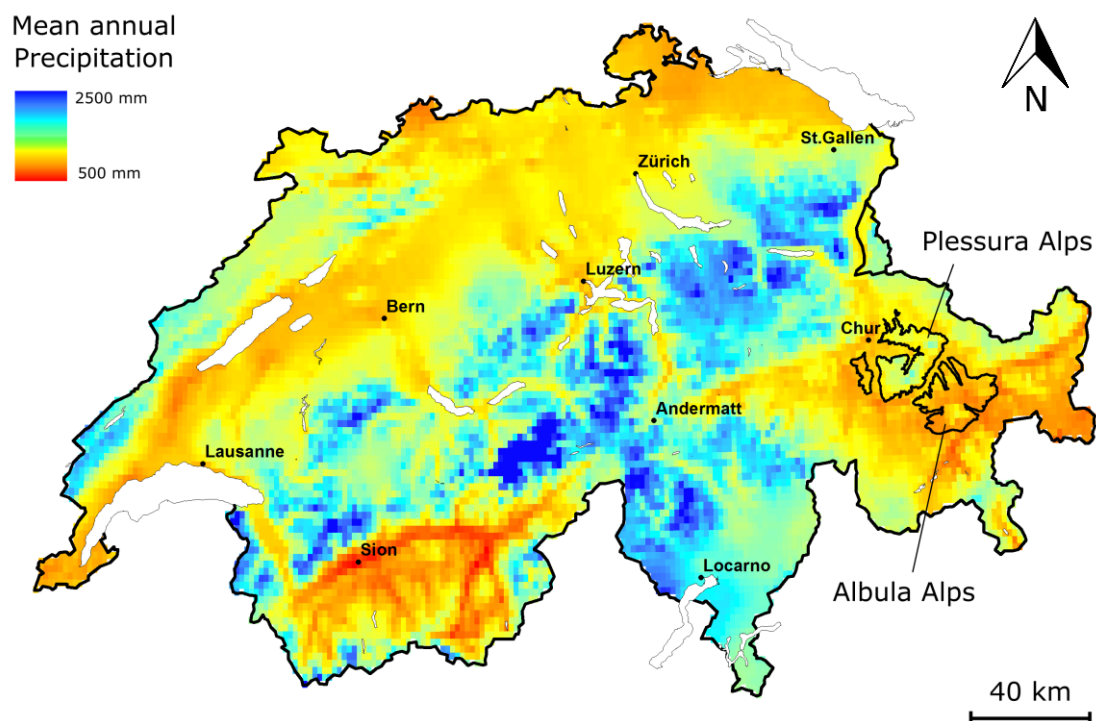 Mean annual
Precipitation
2500 mm
500 mm
N
St.Gallen
Zürich
Plessura Alps
Luzern
Bern
Chur
Andermatt
Lausanne
Sion
Locarno
Albula Alps
40 km